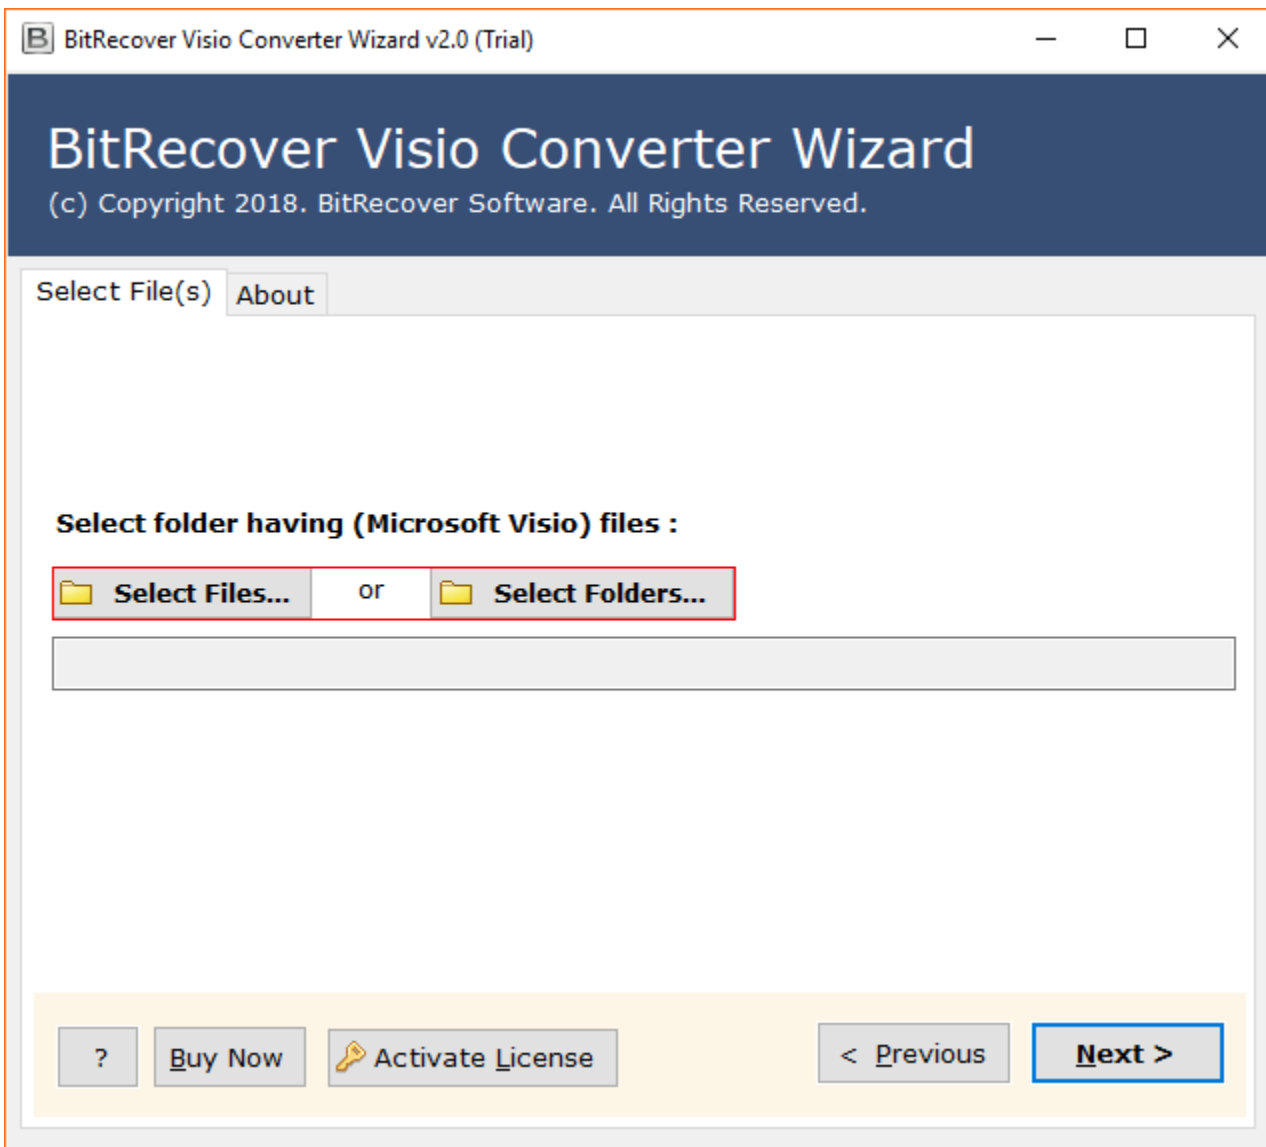 B BitRecover Visio Converter Wizard v2.0 (Trial)
BitRecover Visio Converter Wizard
(c) Copyright 2018. BitRecover Software. All Rights Reserved.
Select File(s) About
Select folder having (Microsoft Visio) files :
Select Files... or Select Folders...
? Buy Now Activate License < Previous Next >